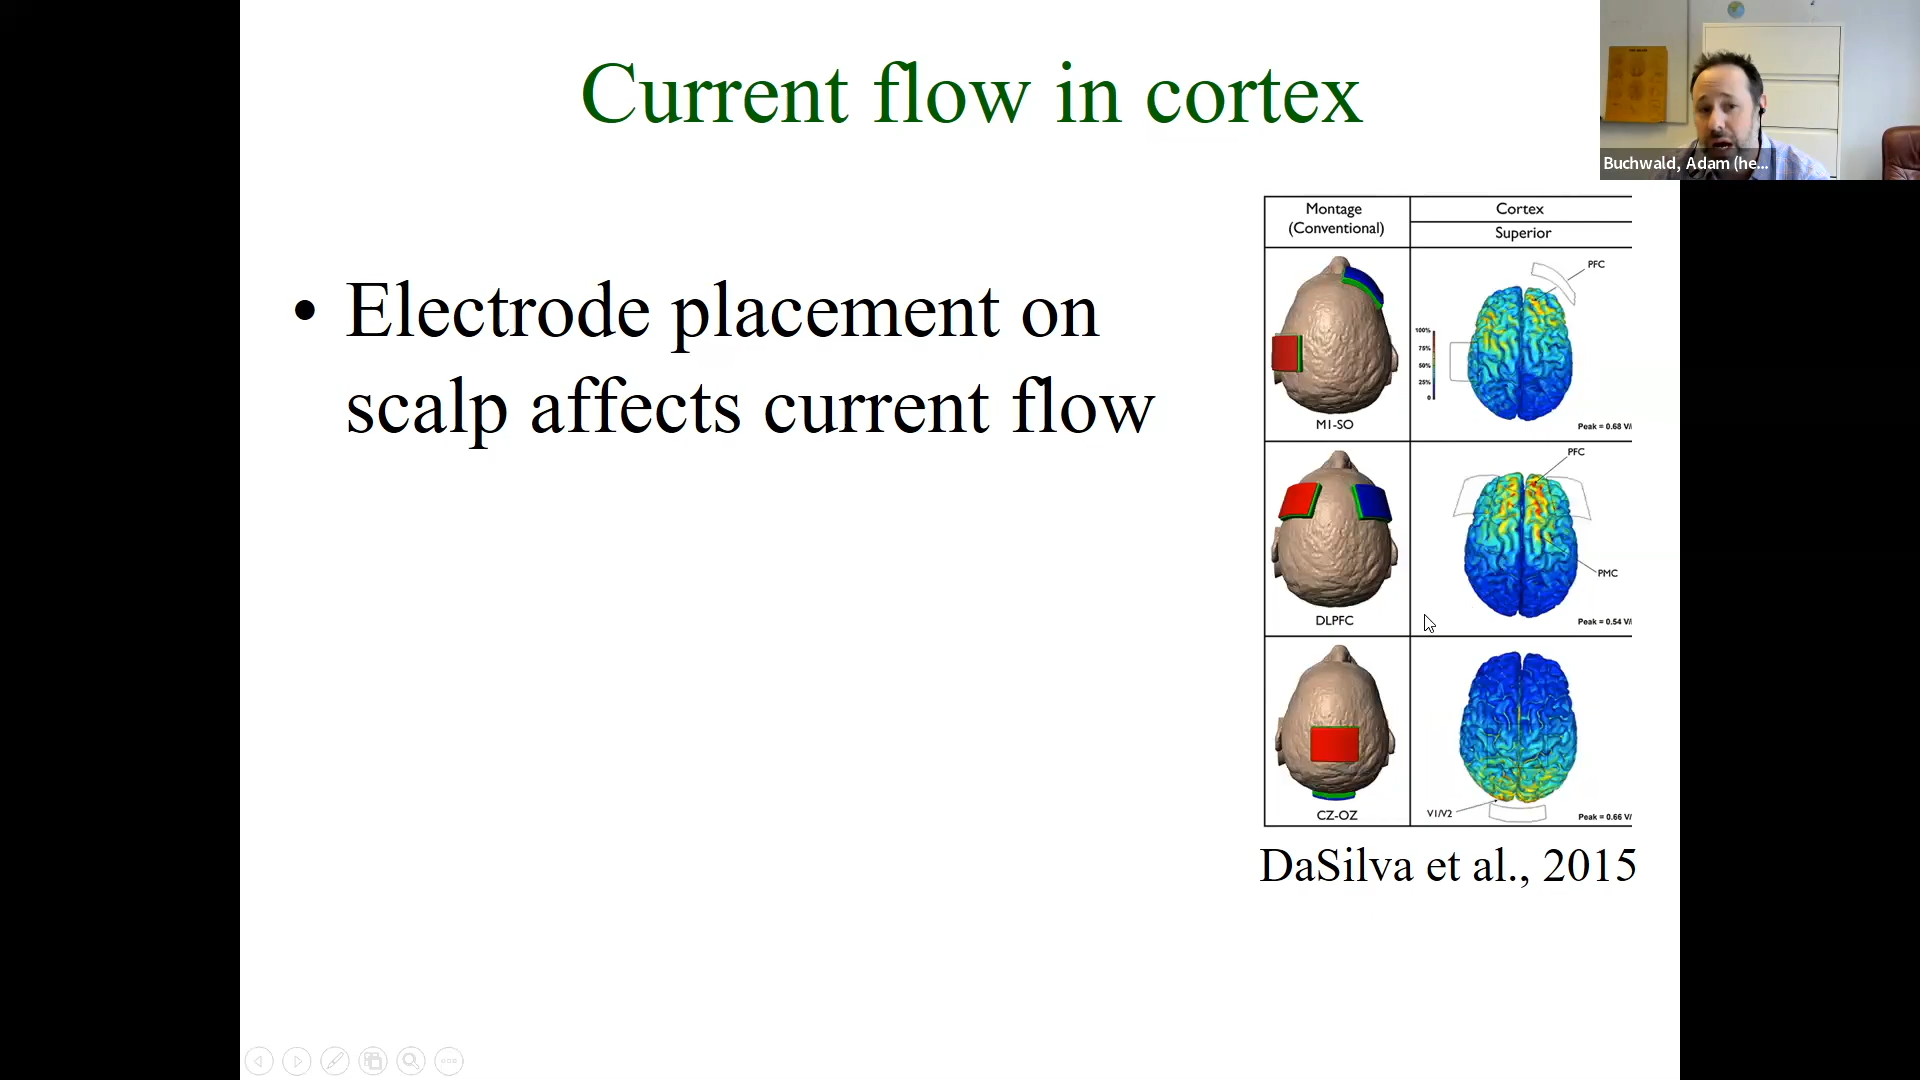 Current flow in cortex
Buchwald, Adam (he...
• Electrode placement on
scalp affects current flow
Montage
(Conventional)
Cortex
Superior
PFC
100%
75%
50%
25%
0
M1-SO
Peak = 0.68 V/
PFC
PMC
DLPFC
Peak = 0.54 V/
V1/V2
CZ-OZ
Peak = 0.66 V/
DaSilva et al., 2015